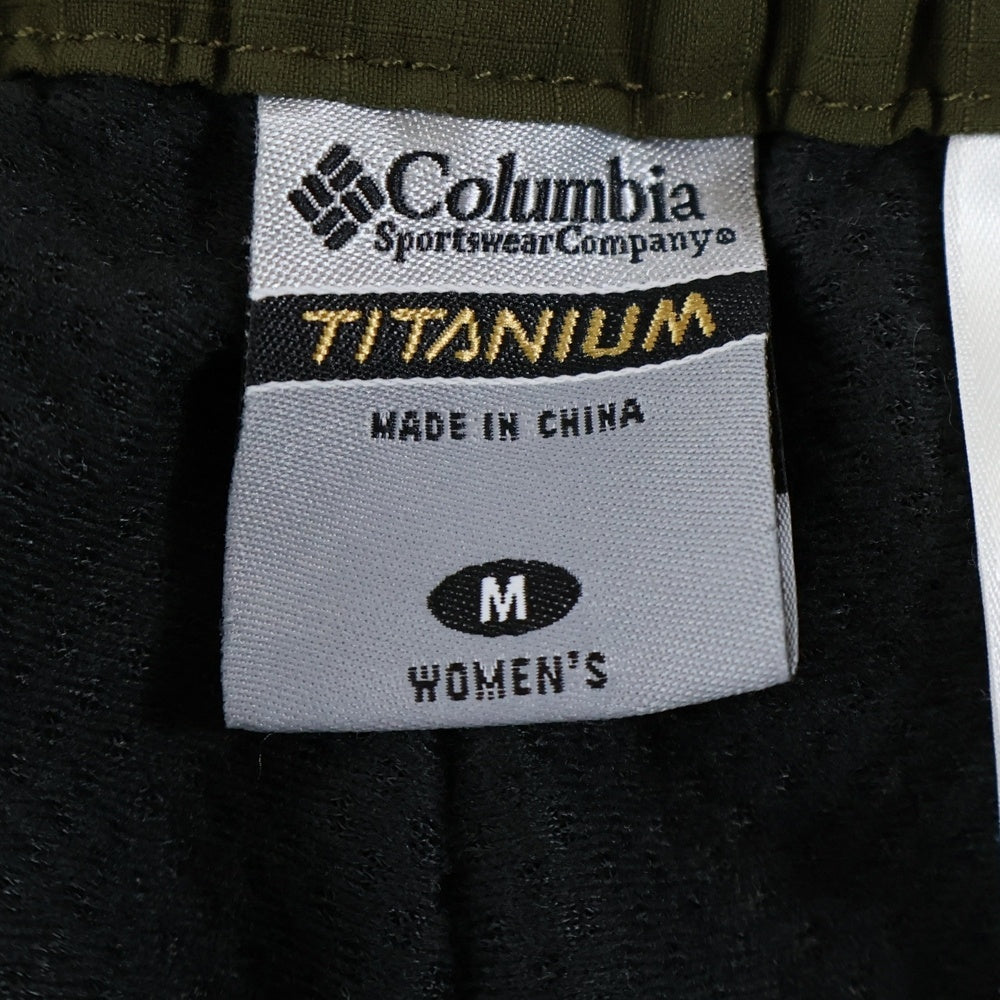 Columbia
SportswearCompany®
TITANIUM
MADE IN CHINA
M
WOMEN'S